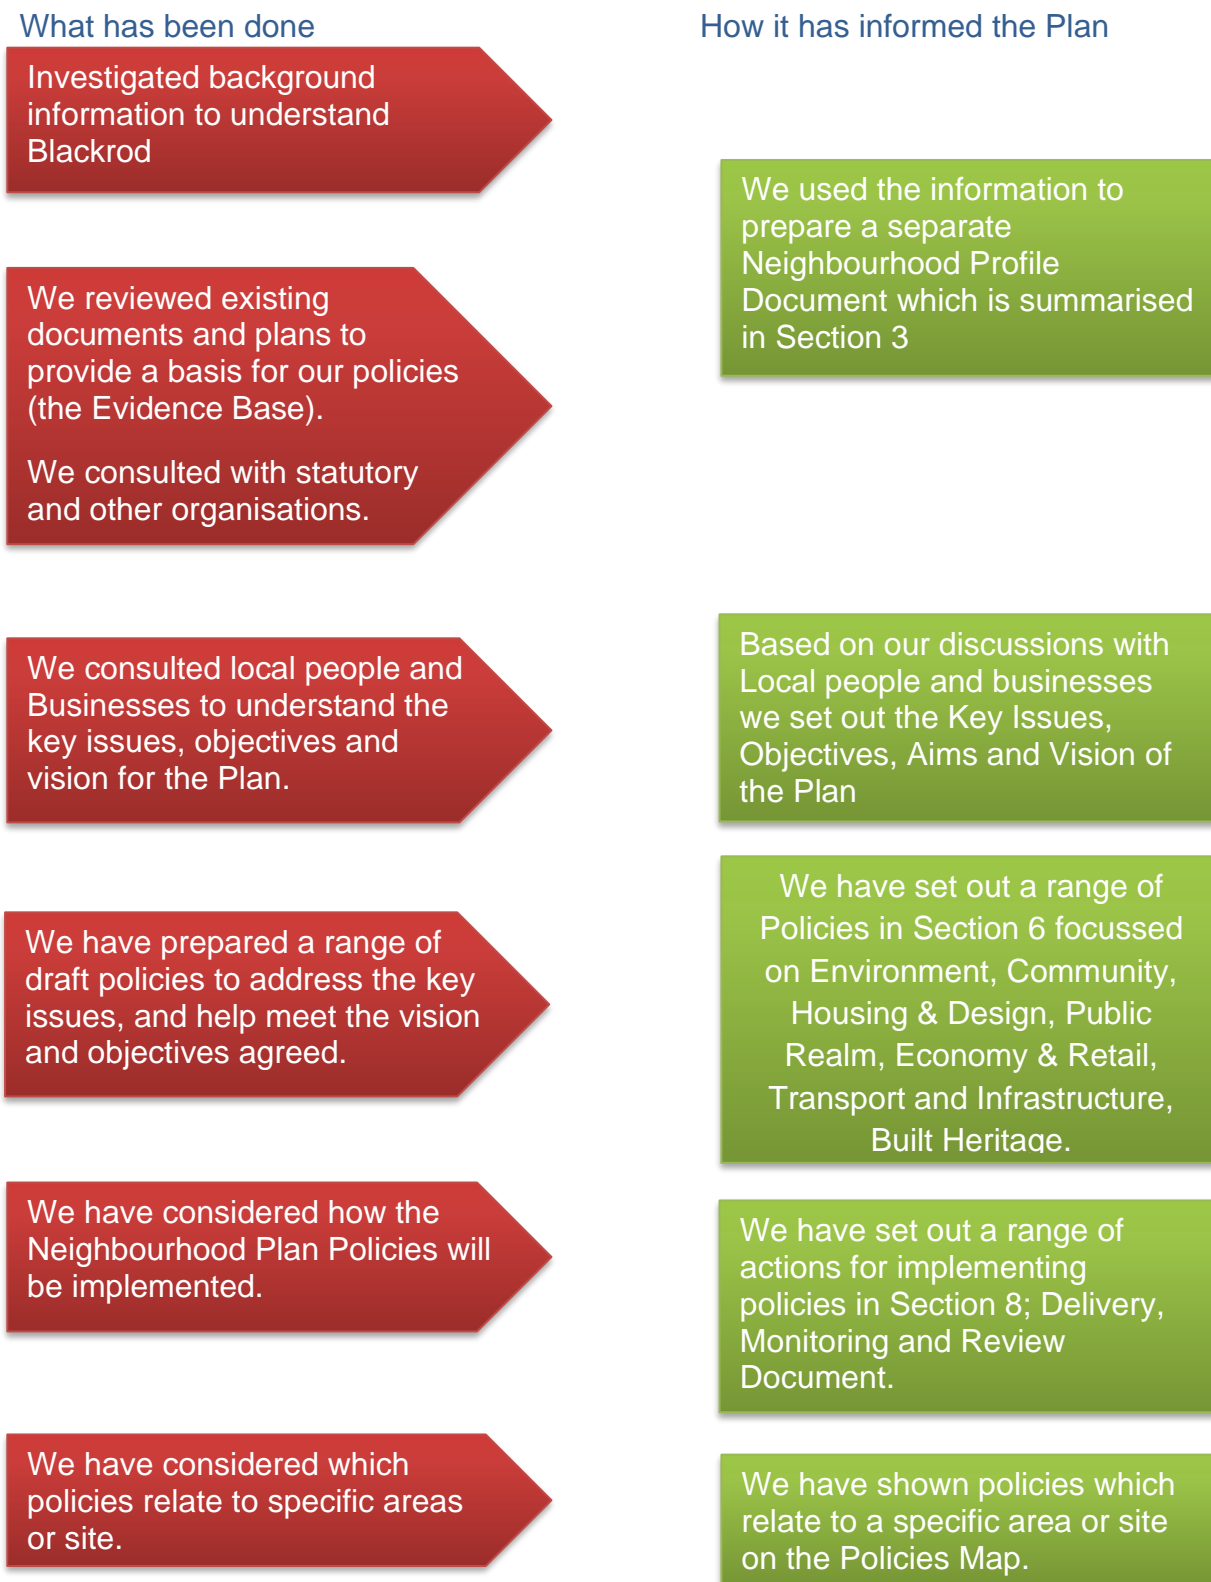 What has been done
How it has informed the Plan
Investigated background
information to understand
Blackrod
We used the information to
prepare a separate
Neighbourhood Profile
Document which is summarised
in Section 3
We reviewed existing
documents and plans to
provide a basis for our policies
(the Evidence Base).
We consulted with statutory
and other organisations.
We consulted local people and
Businesses to understand the
key issues, objectives and
vision for the Plan.
Based on our discussions with
Local people and businesses
we set out the Key Issues,
Objectives, Aims and Vision of
the Plan
We have prepared a range of
draft policies to address the key
issues, and help meet the vision
and objectives agreed.
We have set out a range of
Policies in Section 6 focussed
on Environment, Community,
Housing & Design, Public
Realm, Economy & Retail,
Transport and Infrastructure,
Built Heritage.
We have considered how the
Neighbourhood Plan Policies will
be implemented.
We have set out a range of
actions for implementing
policies in Section 8; Delivery,
Monitoring and Review
Document.
We have considered which
policies relate to specific areas
or site.
We have shown policies which
relate to a specific area or site
on the Policies Map.